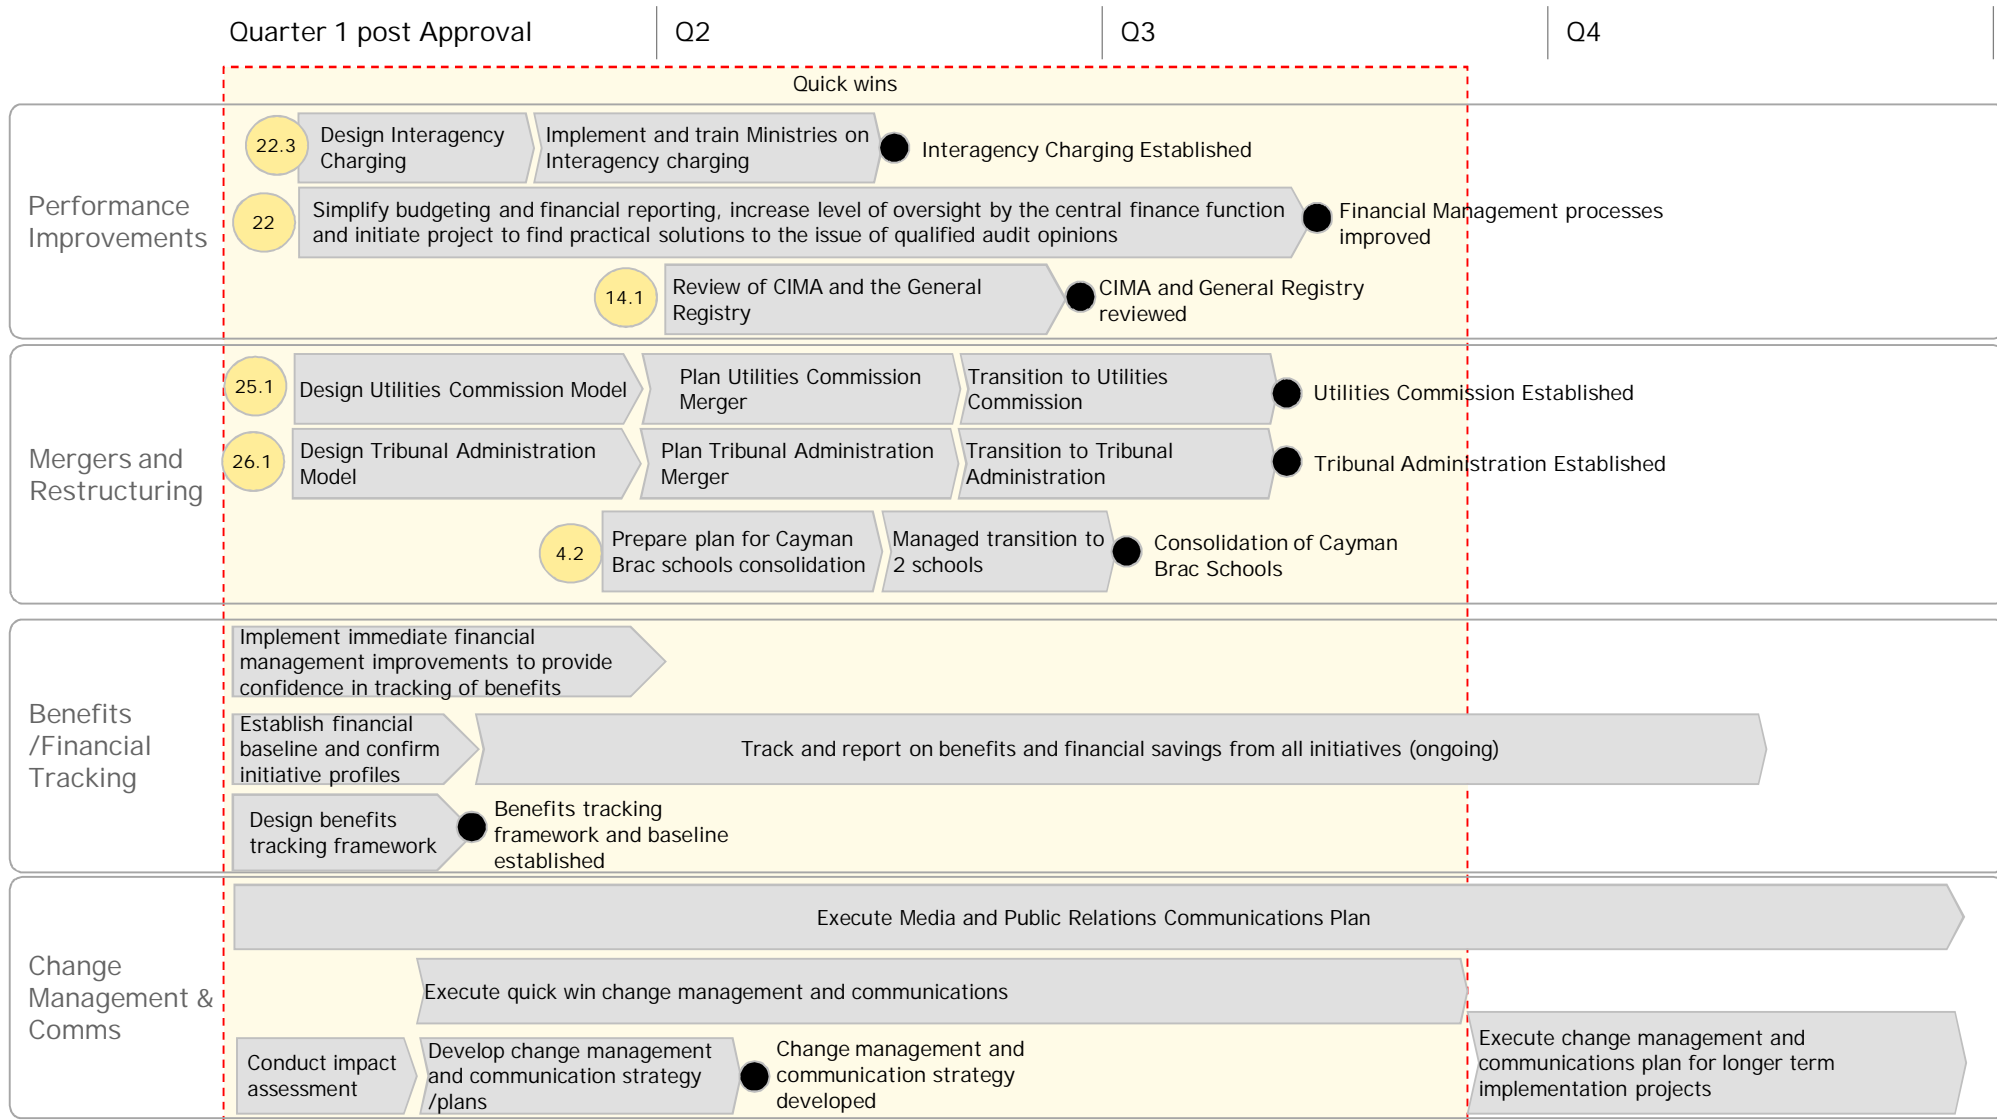 Quarter 1 post Approval
Q2
Q3
Q4
Quick wins
Performance
Improvements
22.3
Design Interagency
Charging
Implement and train Ministries on
Interagency charging
Interagency Charging Established
22
Simplify budgeting and financial reporting, increase level of oversight by the central finance function
and initiate project to find practical solutions to the issue of qualified audit opinions
Financial Management processes
improved
14.1
Review of CIMA and the General
Registry
CIMA and General Registry
reviewed
Mergers and
Restructuring
25.1
Design Utilities Commission Model
Plan Utilities Commission
Merger
Transition to Utilities
Commission
Utilities Commission Established
26.1
Design Tribunal Administration
Model
Plan Tribunal Administration
Merger
Transition to Tribunal
Administration
Tribunal Administration Established
4.2
Prepare plan for Cayman
Brac schools consolidation
Managed transition to
2 schools
Consolidation of Cayman
Brac Schools
Benefits
/Financial
Tracking
Implement immediate financial
management improvements to provide
confidence in tracking of benefits
Establish financial
baseline and confirm
initiative profiles
Track and report on benefits and financial savings from all initiatives (ongoing)
Design benefits
tracking framework
Benefits tracking
framework and baseline
established
Change
Management &
Comms
Execute Media and Public Relations Communications Plan
Execute quick win change management and communications
Conduct impact
assessment
Develop change management
and communication strategy
/plans
Change management and
communication strategy
developed
Execute change management and
communications plan for longer term
implementation projects